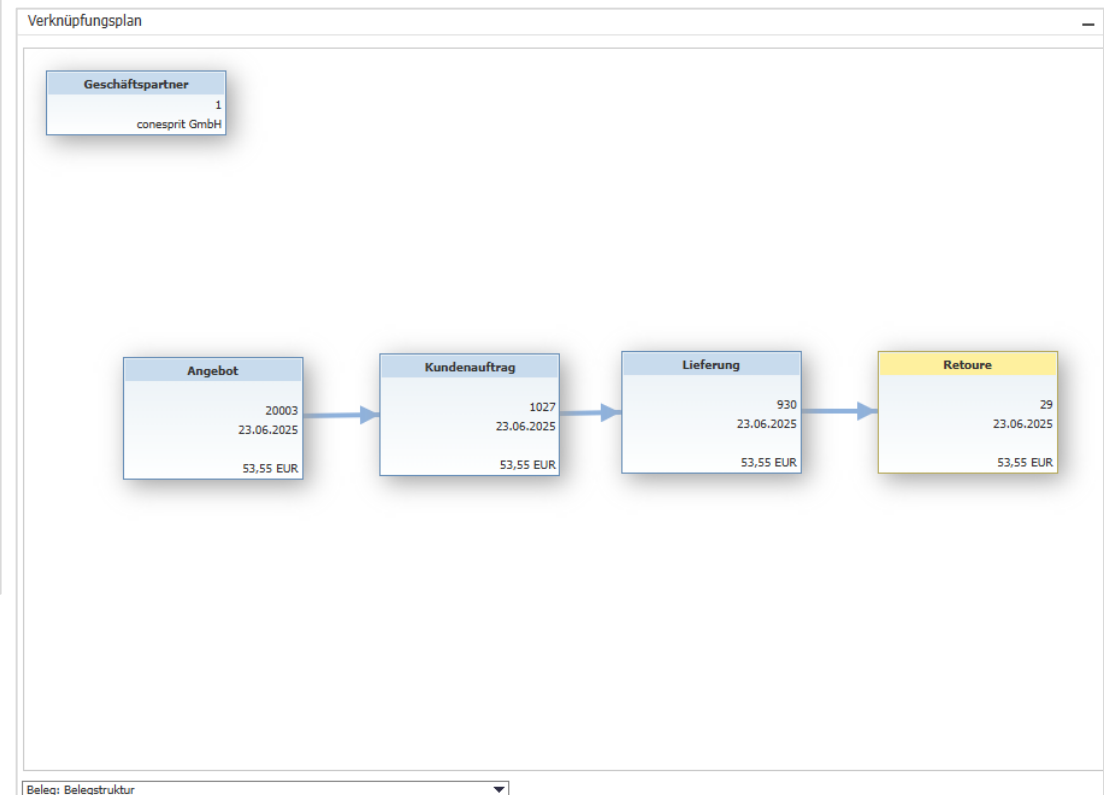 Verknüpfungsplan
Geschäftspartner
1
conesprit GmbH
Angebot
20003
23.06.2025
53,55 EUR
Kundenauftrag
1027
23.06.2025
53,55 EUR
Lieferung
930
23.06.2025
53,55 EUR
Retoure
29
23.06.2025
53,55 EUR
Beleg: Belegstruktur